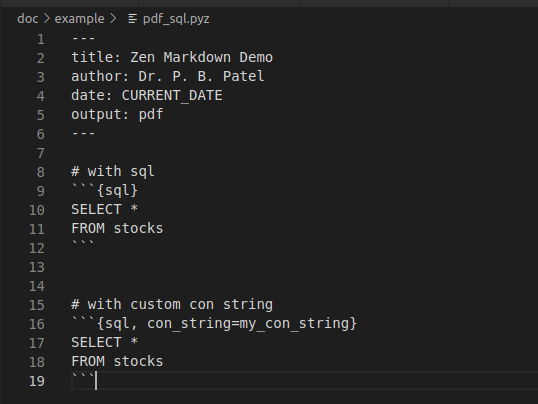 doc > example > pdf_sql.pyz
1 ---
2 title: Zen Markdown Demo
3 author: Dr. P. B. Patel
4 date: CURRENT_DATE
5 output: pdf
6 ---
7
8 # with sql
9 ```{sql}
10 SELECT *
11 FROM stocks
12 ```
13
14
15 # with custom con string
16 ```{sql, con_string=my_con_string}
17 SELECT *
18 FROM stocks
19 ```